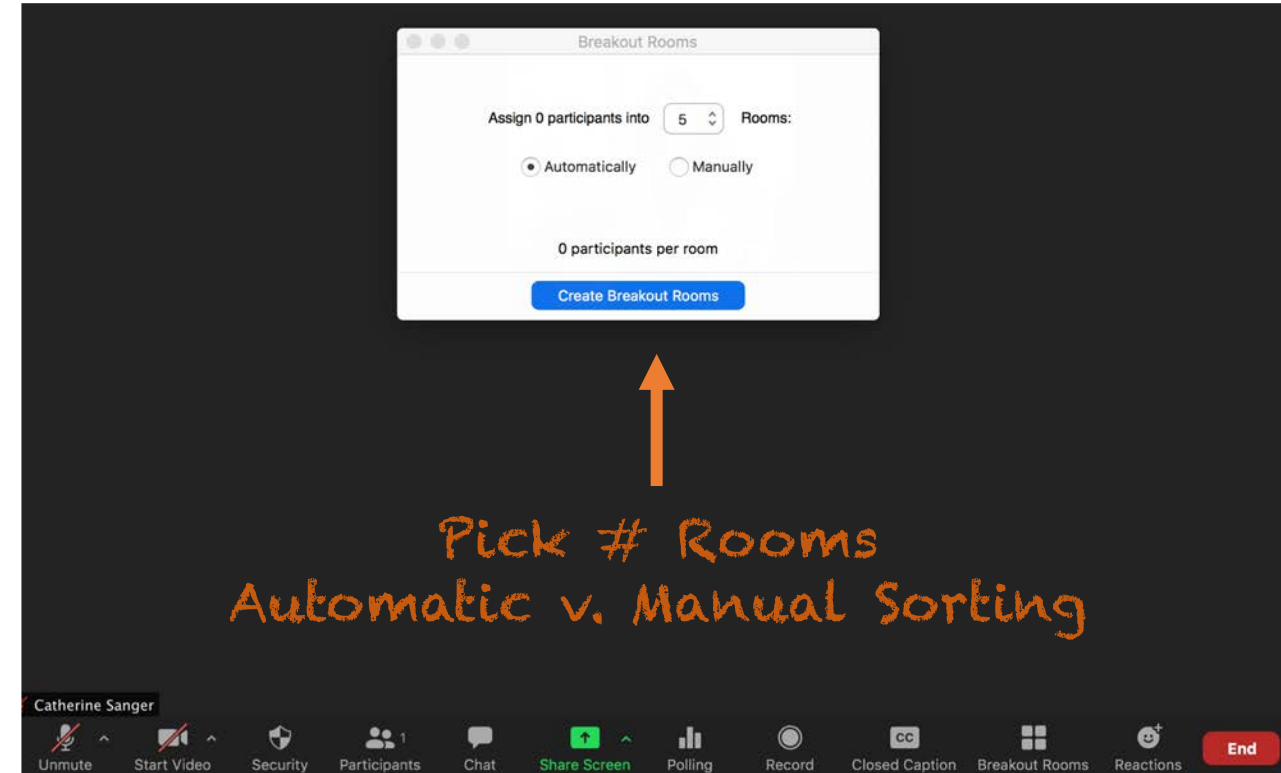 Breakout Rooms
Assign 0 participants into 5 Rooms:
Automatically Manually
0 participants per room
Create Breakout Rooms
Pick # Rooms
Automatic v. Manual Sorting
Catherine Sanger
1
CC
Unmute Start Video Security Participants Chat Share Screen Polling Record Closed Caption Breakout Rooms Reactions End